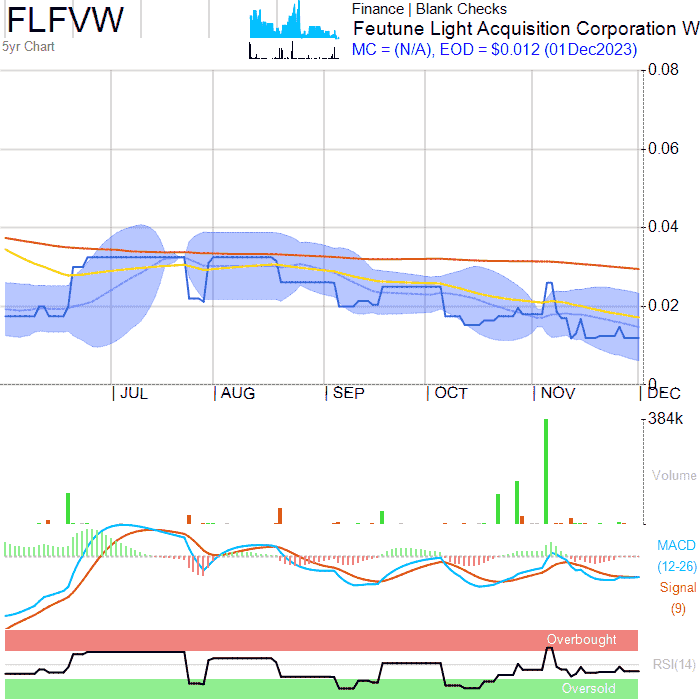 FLFVW
5yr Chart
Finance | Blank Checks
Feutune Light Acquisition Corporation W
MC = (N/A), EOD = $0.012 (01Dec2023)
0.08
0.06
0.04
0.02
0
JUL AUG SEP OCT NOV DEC
384k
Volume
MACD
(12-26)
Signal
(9)
Overbought
RSI(14)
Oversold